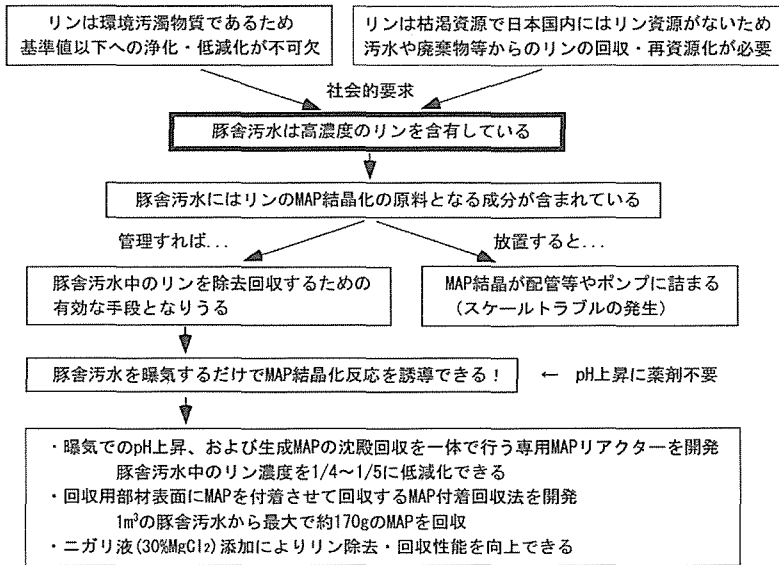 リンは環境汚濁物質であるため
基準値以下への浄化・低減化が不可欠
リンは枯渇資源で日本国内にはリン資源がないため
汚水や廃棄物等からのリンの回収・再資源化が必要
社会的要求
豚舎汚水は高濃度のリンを含有している
豚舎汚水にはリンのMAP結晶化の原料となる成分が含まれている
管理すれば...
放置すると...
豚舎汚水中のリンを除去回収するための
有効な手段となりうる
MAP結晶が配管等やポンプに詰まる
(スケールトラブルの発生)
豚舎汚水を曝気するだけでMAP結晶化反応を誘導できる!
← pH上昇に薬剤不要
・曝気でのpH上昇、および生成MAPの沈殿回収を一体で行う専用MAPリアクターを開発
豚舎汚水中のリン濃度を1/4~1/5に低減化できる
・回収用部材表面にMAPを付着させて回収するMAP付着回収法を開発
1m³の豚舎汚水から最大で約170gのMAPを回収
・ニガリ液(30%MgCl₂)添加によりリン除去・回収性能を向上できる